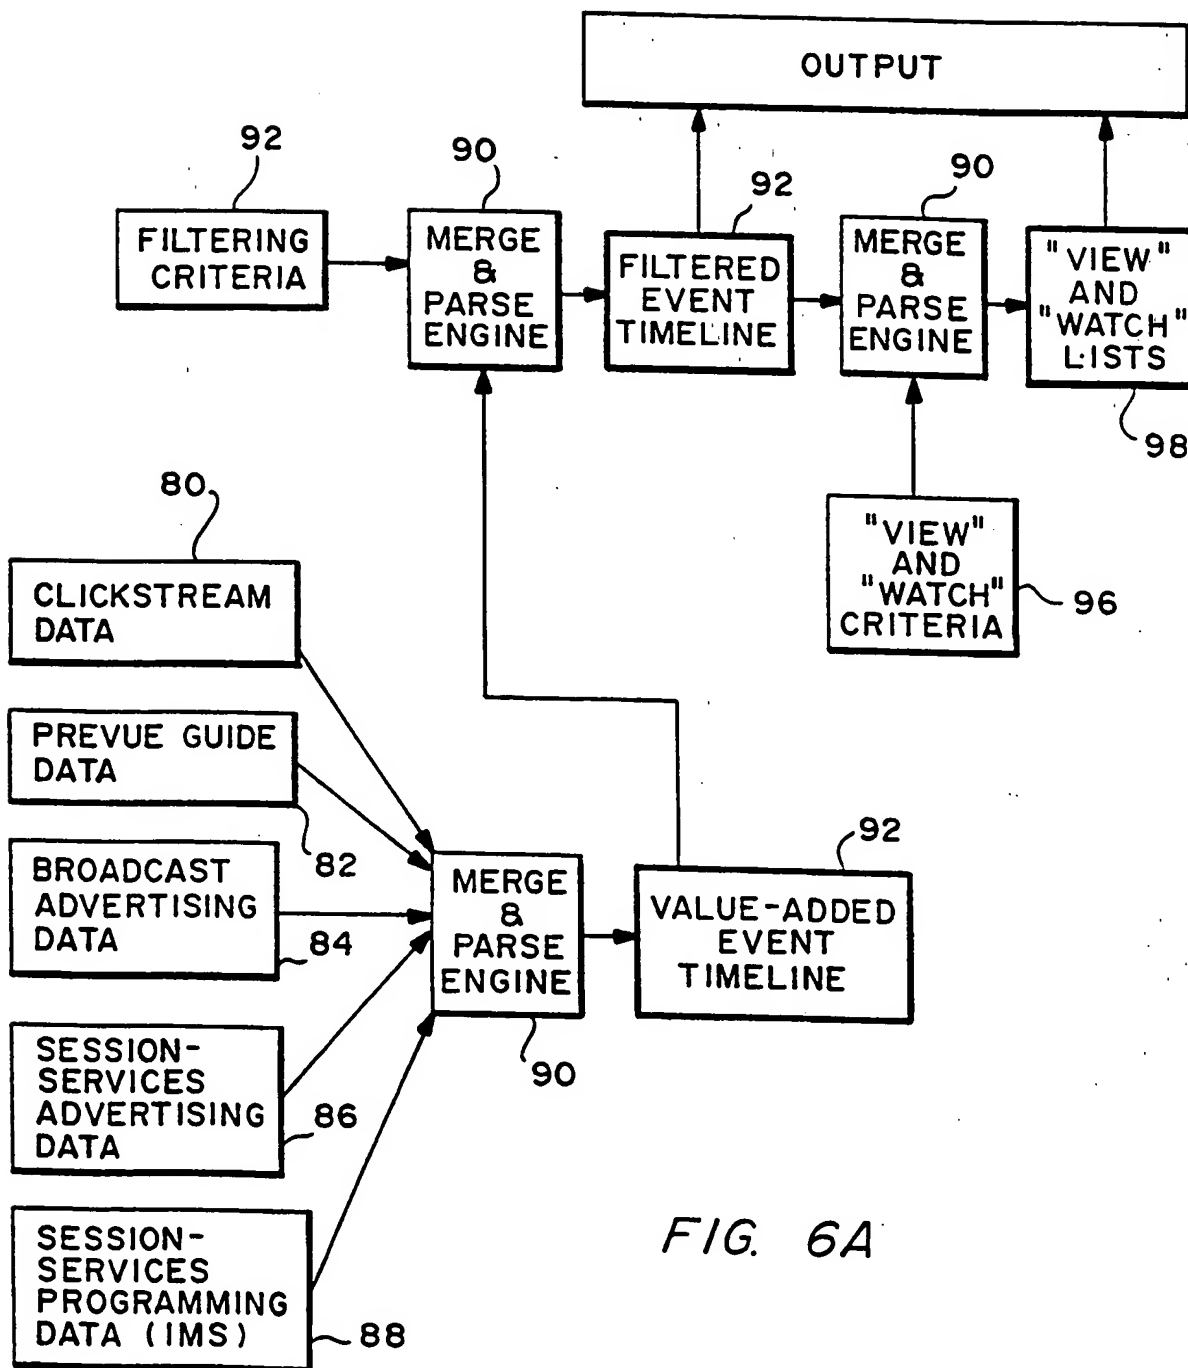 OUTPUT
92
FILTERING
CRITERIA
90
MERGE
&
PARSE
ENGINE
92
FILTERED
EVENT
TIMELINE
90
MERGE
&
PARSE
ENGINE
"VIEW"
AND
"WATCH"
LISTS
98
"VIEW"
AND
"WATCH"
CRITERIA
96
80
CLICKSTREAM
DATA
PREVUE GUIDE
DATA
82
BROADCAST
ADVERTISING
DATA
84
SESSION-
SERVICES
ADVERTISING
DATA
86
SESSION-
SERVICES
PROGRAMMING
DATA (IMS)
88
MERGE
&
PARSE
ENGINE
90
92
VALUE-ADDED
EVENT
TIMELINE
FIG. 6A